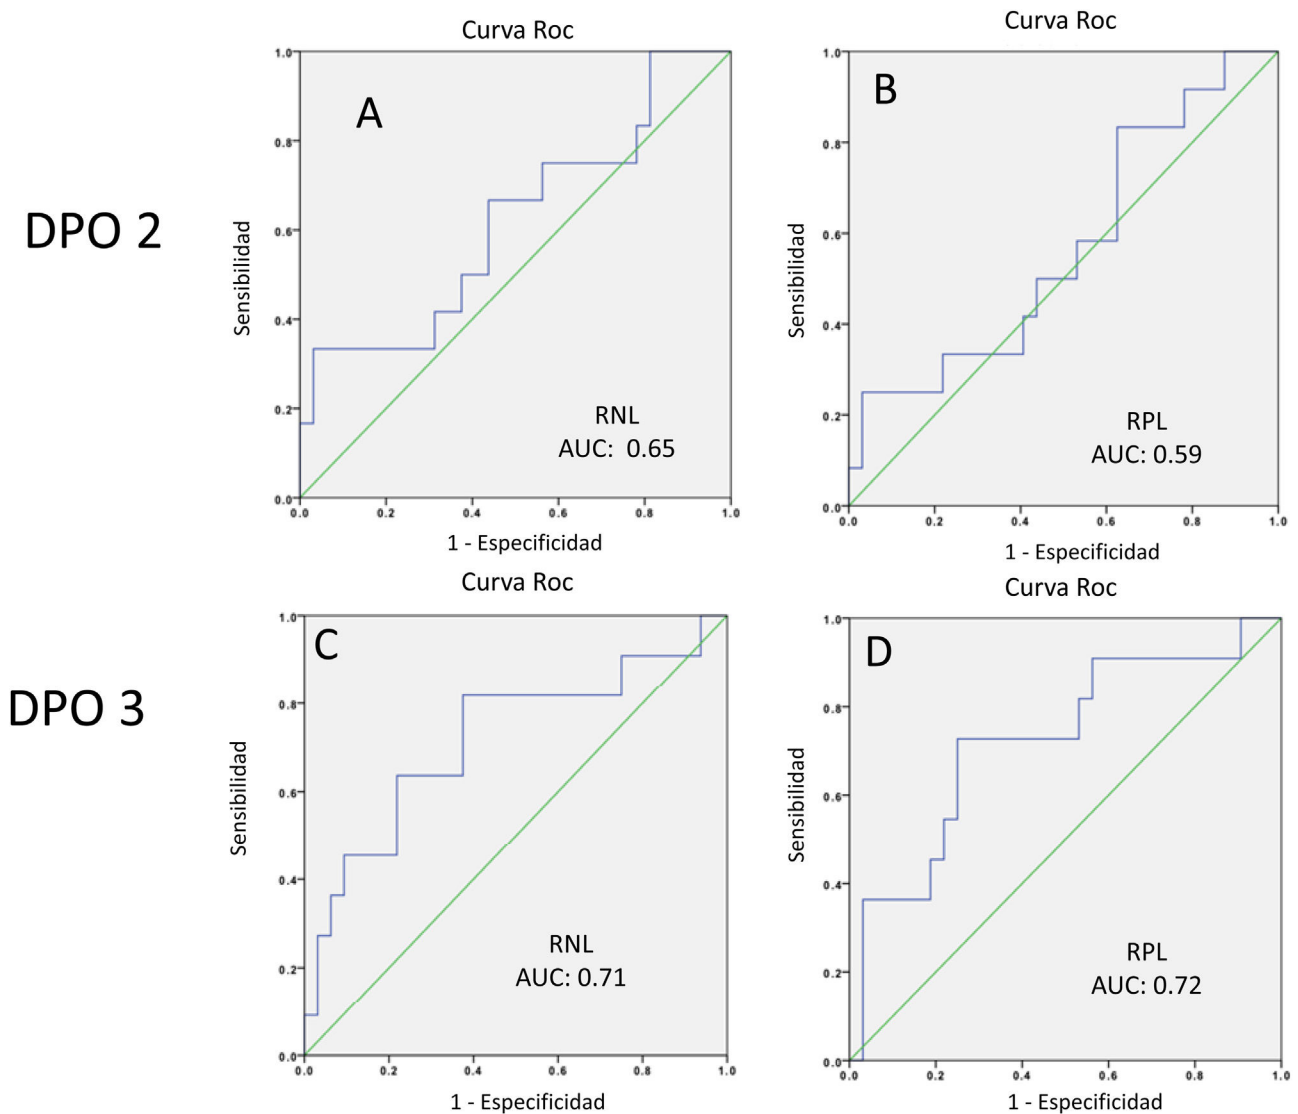 Curva Roc
A
DPO 2
Sensibilidad
1.0
0.8
0.6
0.4
0.2
0.0
0.0 0.2 0.4 0.6 0.8 1.0
RNL
AUC: 0.65
1 - Especificidad
Curva Roc
B
Sensibilidad
1.0
0.8
0.6
0.4
0.2
0.0
0.0 0.2 0.4 0.6 0.8 1.0
RPL
AUC: 0.59
1 - Especificidad
Curva Roc
C
DPO 3
Sensibilidad
1.0
0.8
0.6
0.4
0.2
0.0
0.0 0.2 0.4 0.6 0.8 1.0
RNL
AUC: 0.71
1 - Especificidad
Curva Roc
D
Sensibilidad
1.0
0.8
0.6
0.4
0.2
0.0
0.0 0.2 0.4 0.6 0.8 1.0
RPL
AUC: 0.72
1 - Especificidad